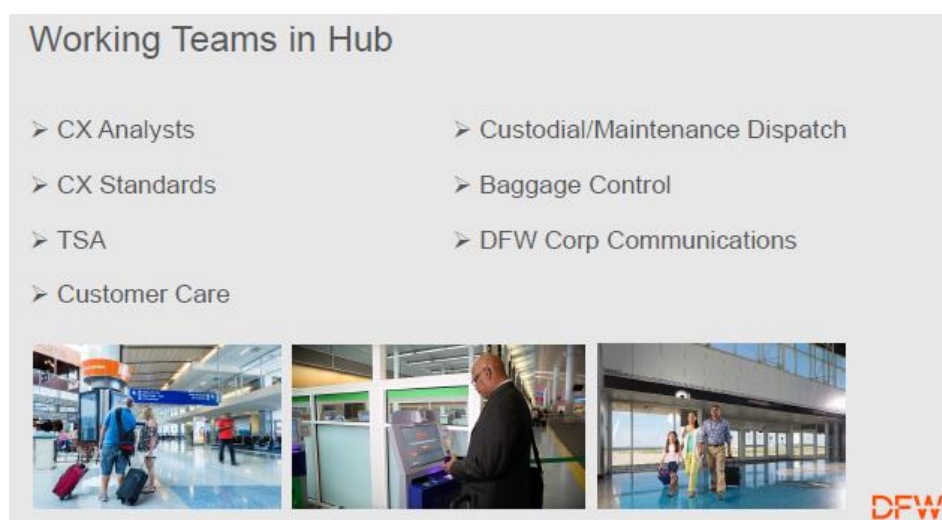 Working Teams in Hub
➢ CX Analysts
➢ CX Standards
➢ TSA
➢ Customer Care
➢ Custodial/Maintenance Dispatch
➢ Baggage Control
➢ DFW Corp Communications
DFW